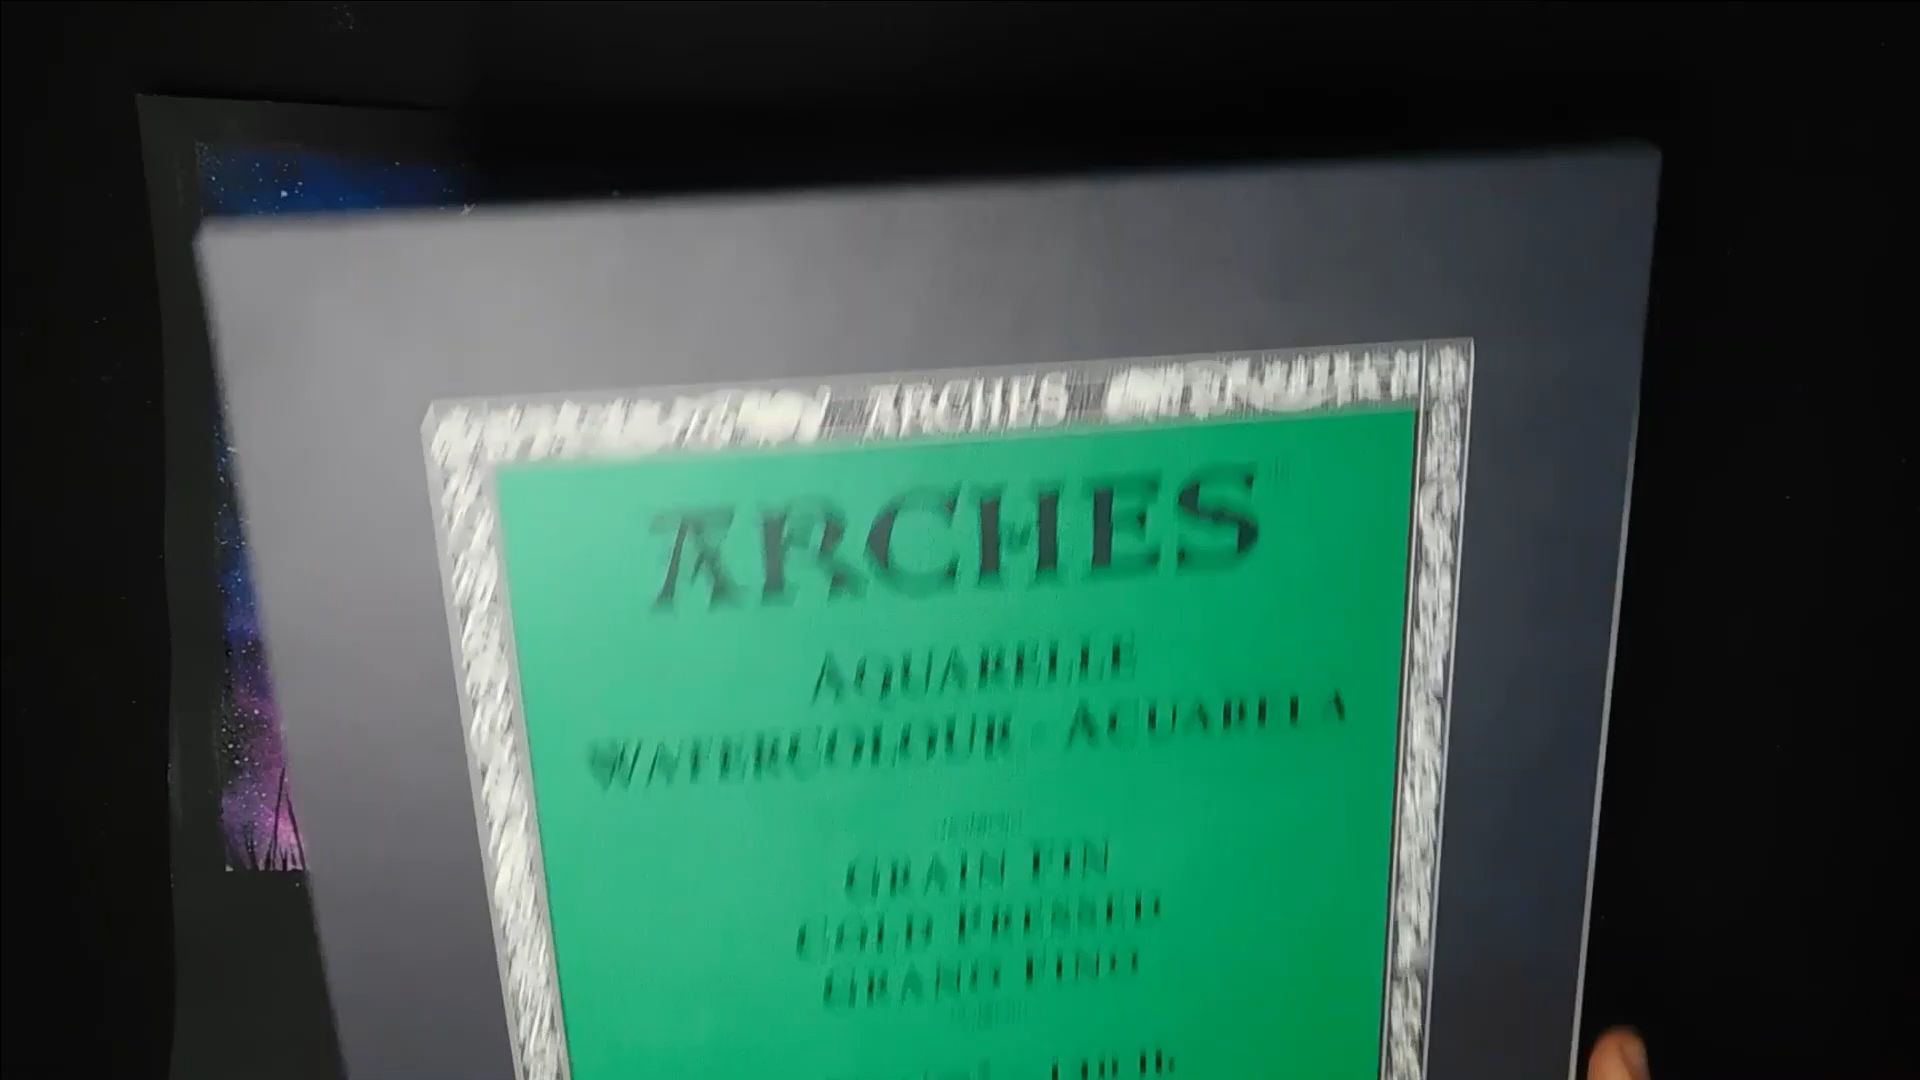 ARCHES
ARCHES
AQUARELLE
WATERCOLOUR - ACUARELA
GRAIN FIN
COLD PRESSED
GRANO FINO